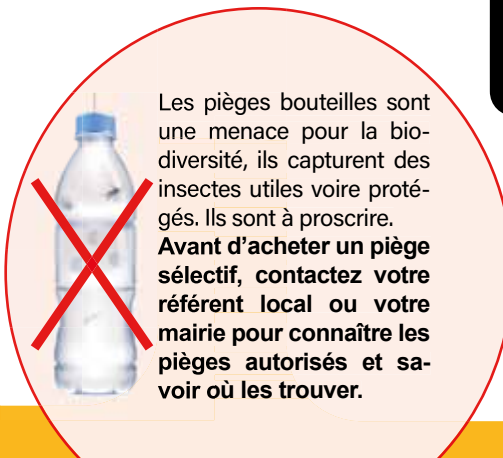 Les pièges bouteilles sont
une menace pour la bio-
diversité, ils capturent des
insectes utiles voire proté-
gés. Ils sont à proscrire.
Avant d'acheter un piège
sélectif, contactez votre
référent local ou votre
mairie pour connaître les
pièges autorisés et sa-
voir où les trouver.